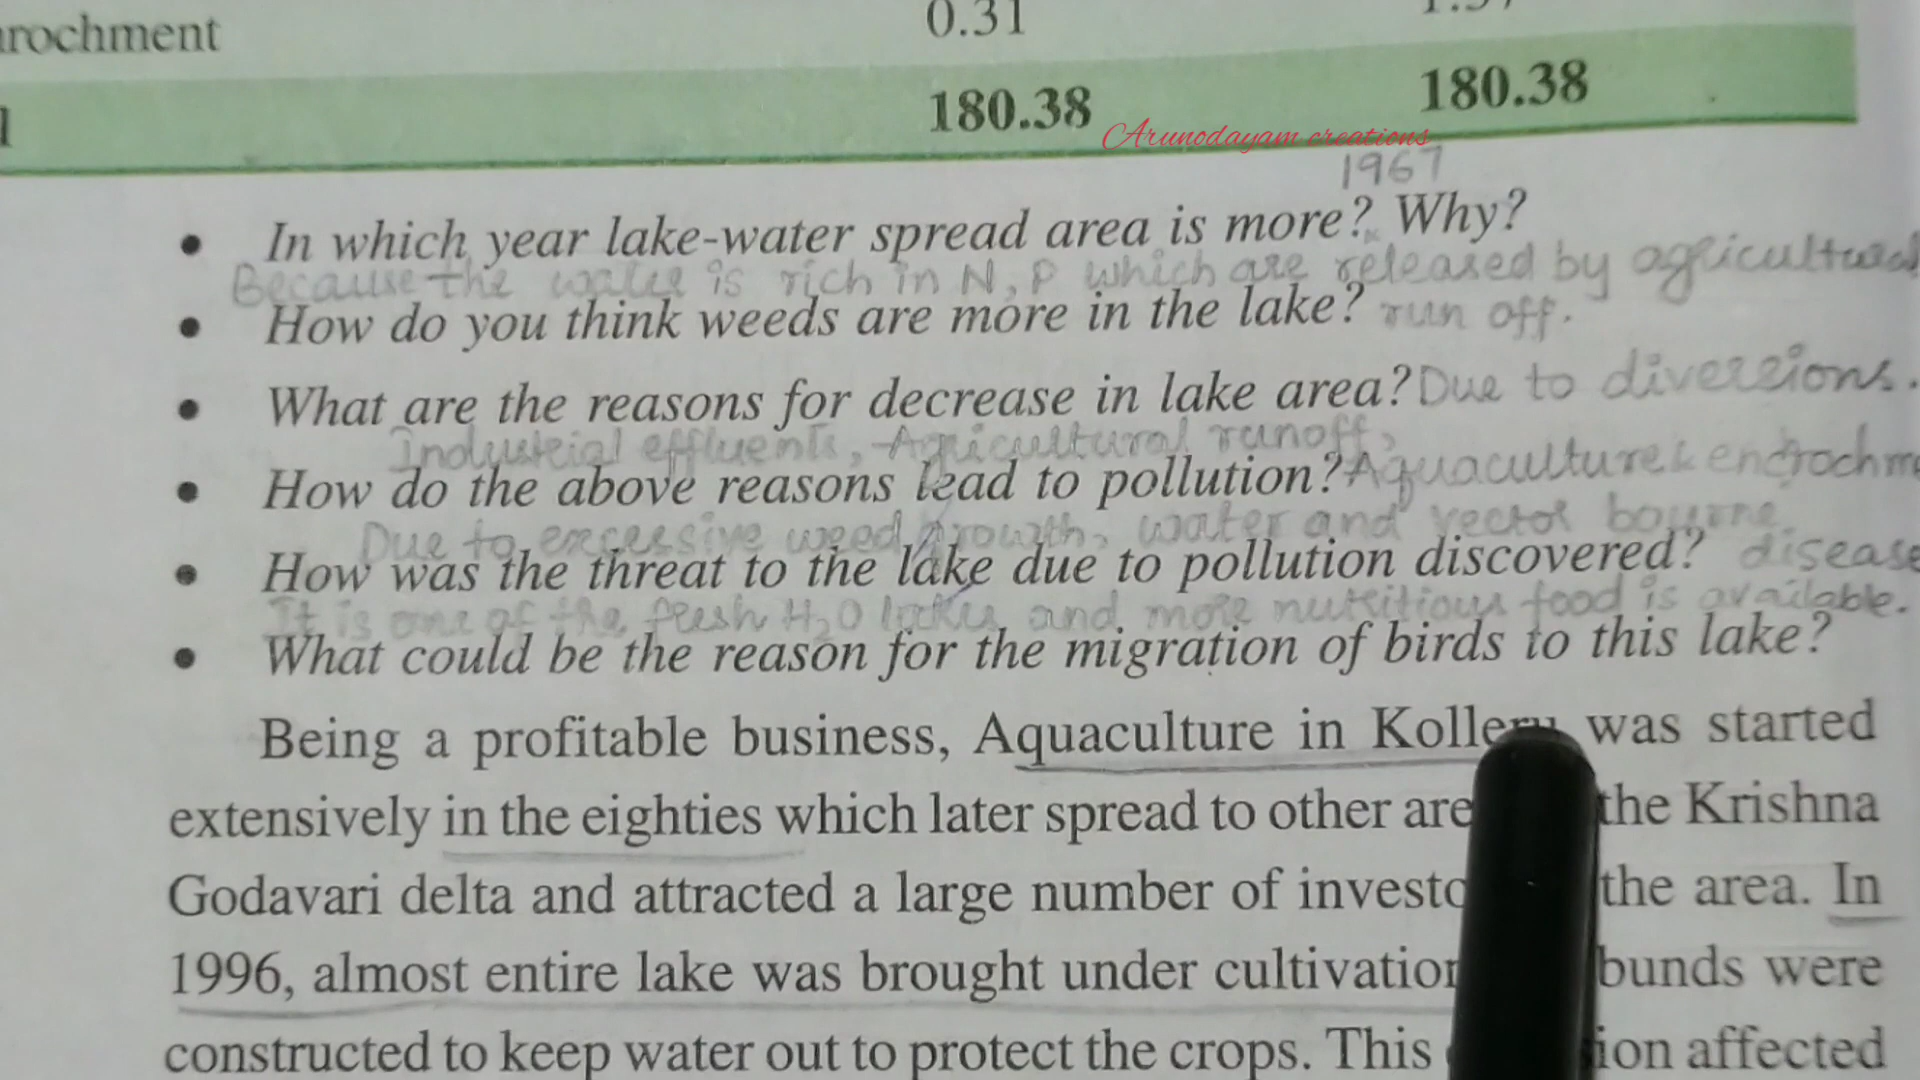 rochment 0.31
180.38 180.38
Arunodayam creations
1967
• In which year lake-water spread area is more? Why?
Because the water is rich in N, P which are released by agricultural
• How do you think weeds are more in the lake? run off.
• What are the reasons for decrease in lake area? Due to diversions.
Industrial effluents, Agricultural runoff,
• How do the above reasons lead to pollution? Aquaculture & encrochm
Due to excessive weed growth, water and vector bourne
• How was the threat to the lake due to pollution discovered? disease
It is one of the fresh H2O lakes and more nutritious food is available.
• What could be the reason for the migration of birds to this lake?
Being a profitable business, Aquaculture in Kolleru was started
extensively in the eighties which later spread to other are the Krishna
Godavari delta and attracted a large number of investo the area. In
1996, almost entire lake was brought under cultivation bunds were
constructed to keep water out to protect the crops. This ion affected